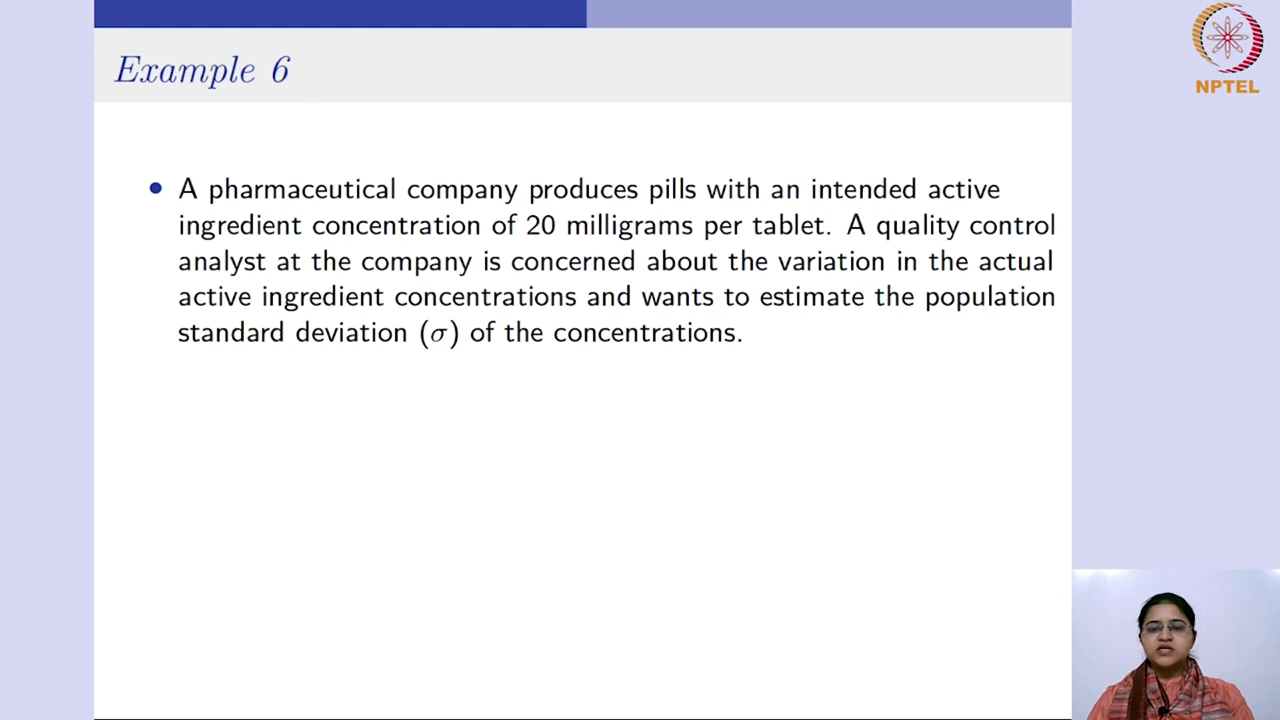 Example 6
NPTEL
• A pharmaceutical company produces pills with an intended active
ingredient concentration of 20 milligrams per tablet. A quality control
analyst at the company is concerned about the variation in the actual
active ingredient concentrations and wants to estimate the population
standard deviation (σ) of the concentrations.